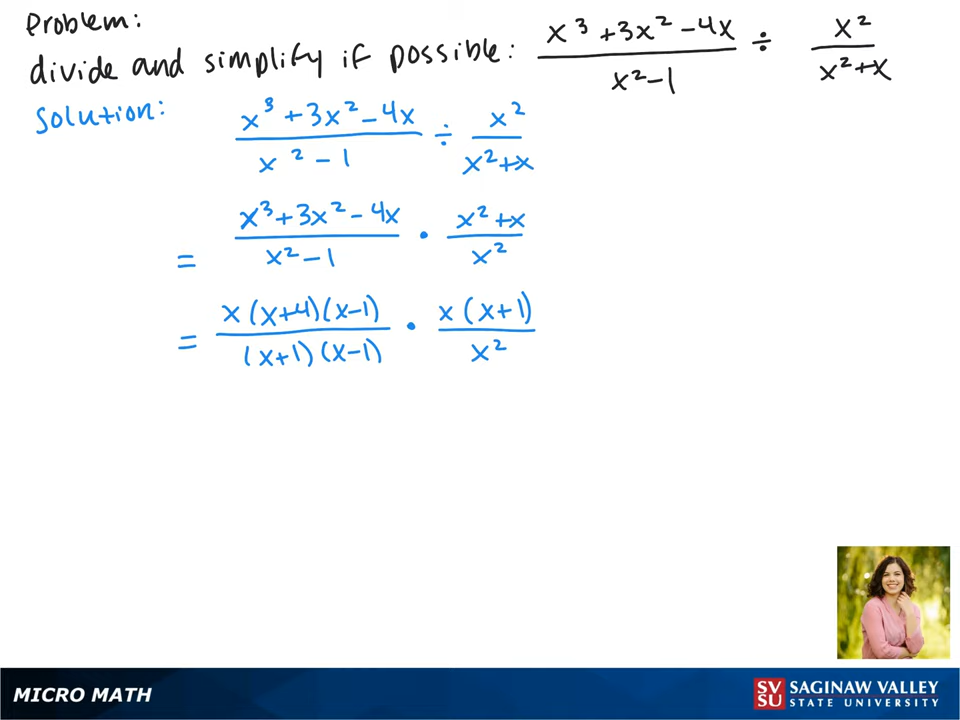 Problem:
divide and simplify if possible: (x³ + 3x² - 4x)/(x² - 1) ÷ x²/(x² + x)
Solution: (x³ + 3x² - 4x)/(x² - 1) ÷ x²/(x² + x)
= (x³ + 3x² - 4x)/(x² - 1) · (x² + x)/x²
= (x(x+4)(x-1))/((x+1)(x-1)) · (x(x+1))/x²
MICRO MATH
SV SU SAGINAW VALLEY
STATE UNIVERSITY